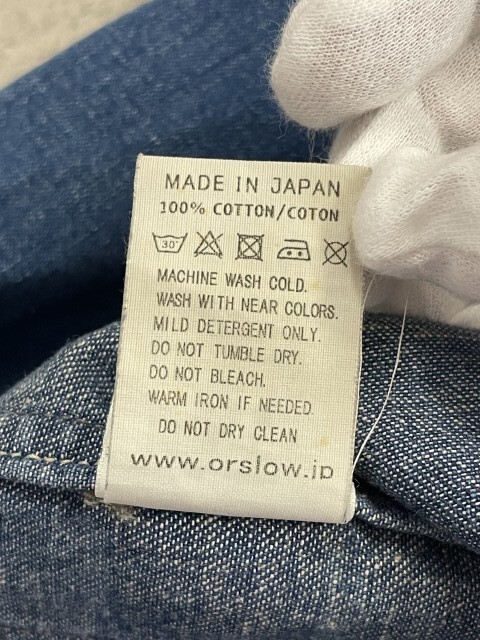 MADE IN JAPAN
100% COTTON/COTON
30°
MACHINE WASH COLD.
WASH WITH NEAR COLORS.
MILD DETERGENT ONLY.
DO NOT TUMBLE DRY.
DO NOT BLEACH.
WARM IRON IF NEEDED.
DO NOT DRY CLEAN
www.orslow.jp